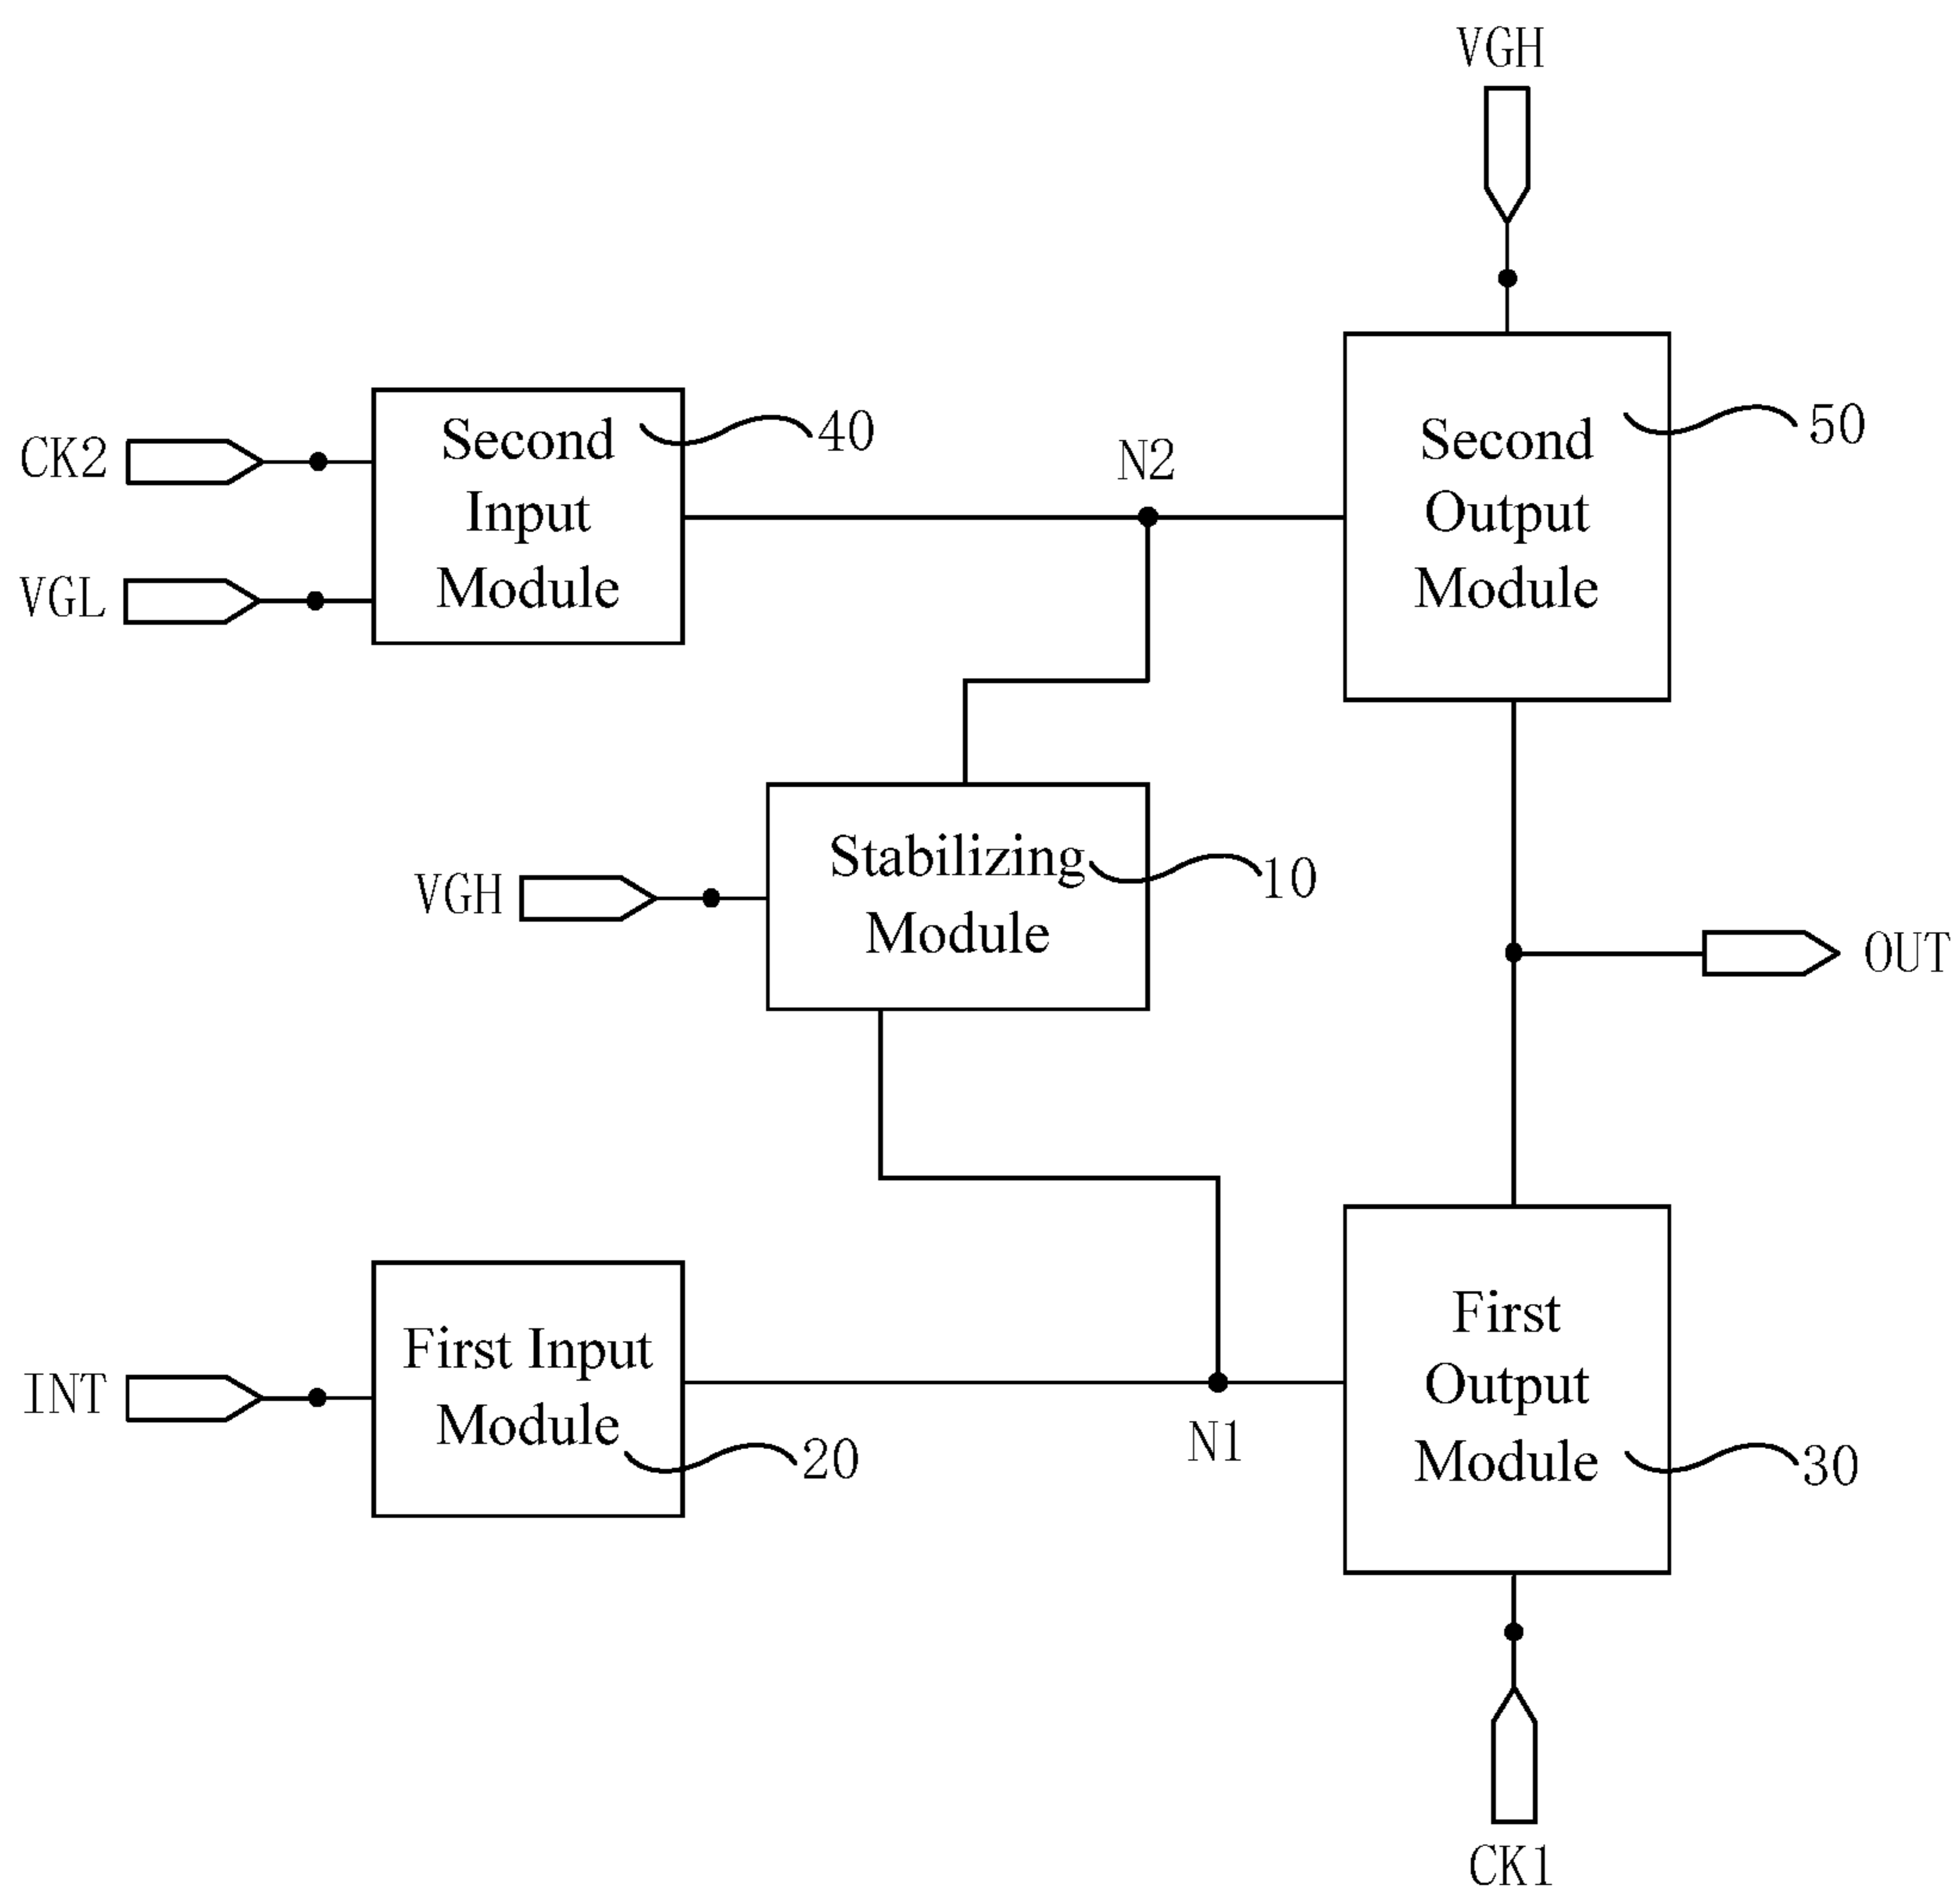 VGH
Second
Input
Module
40
Second
Output
Module
50
CK2
N2
VGL
Stabilizing
Module
10
VGH
OUT
First Input
Module
20
INT
N1
First
Output
Module
30
CK1